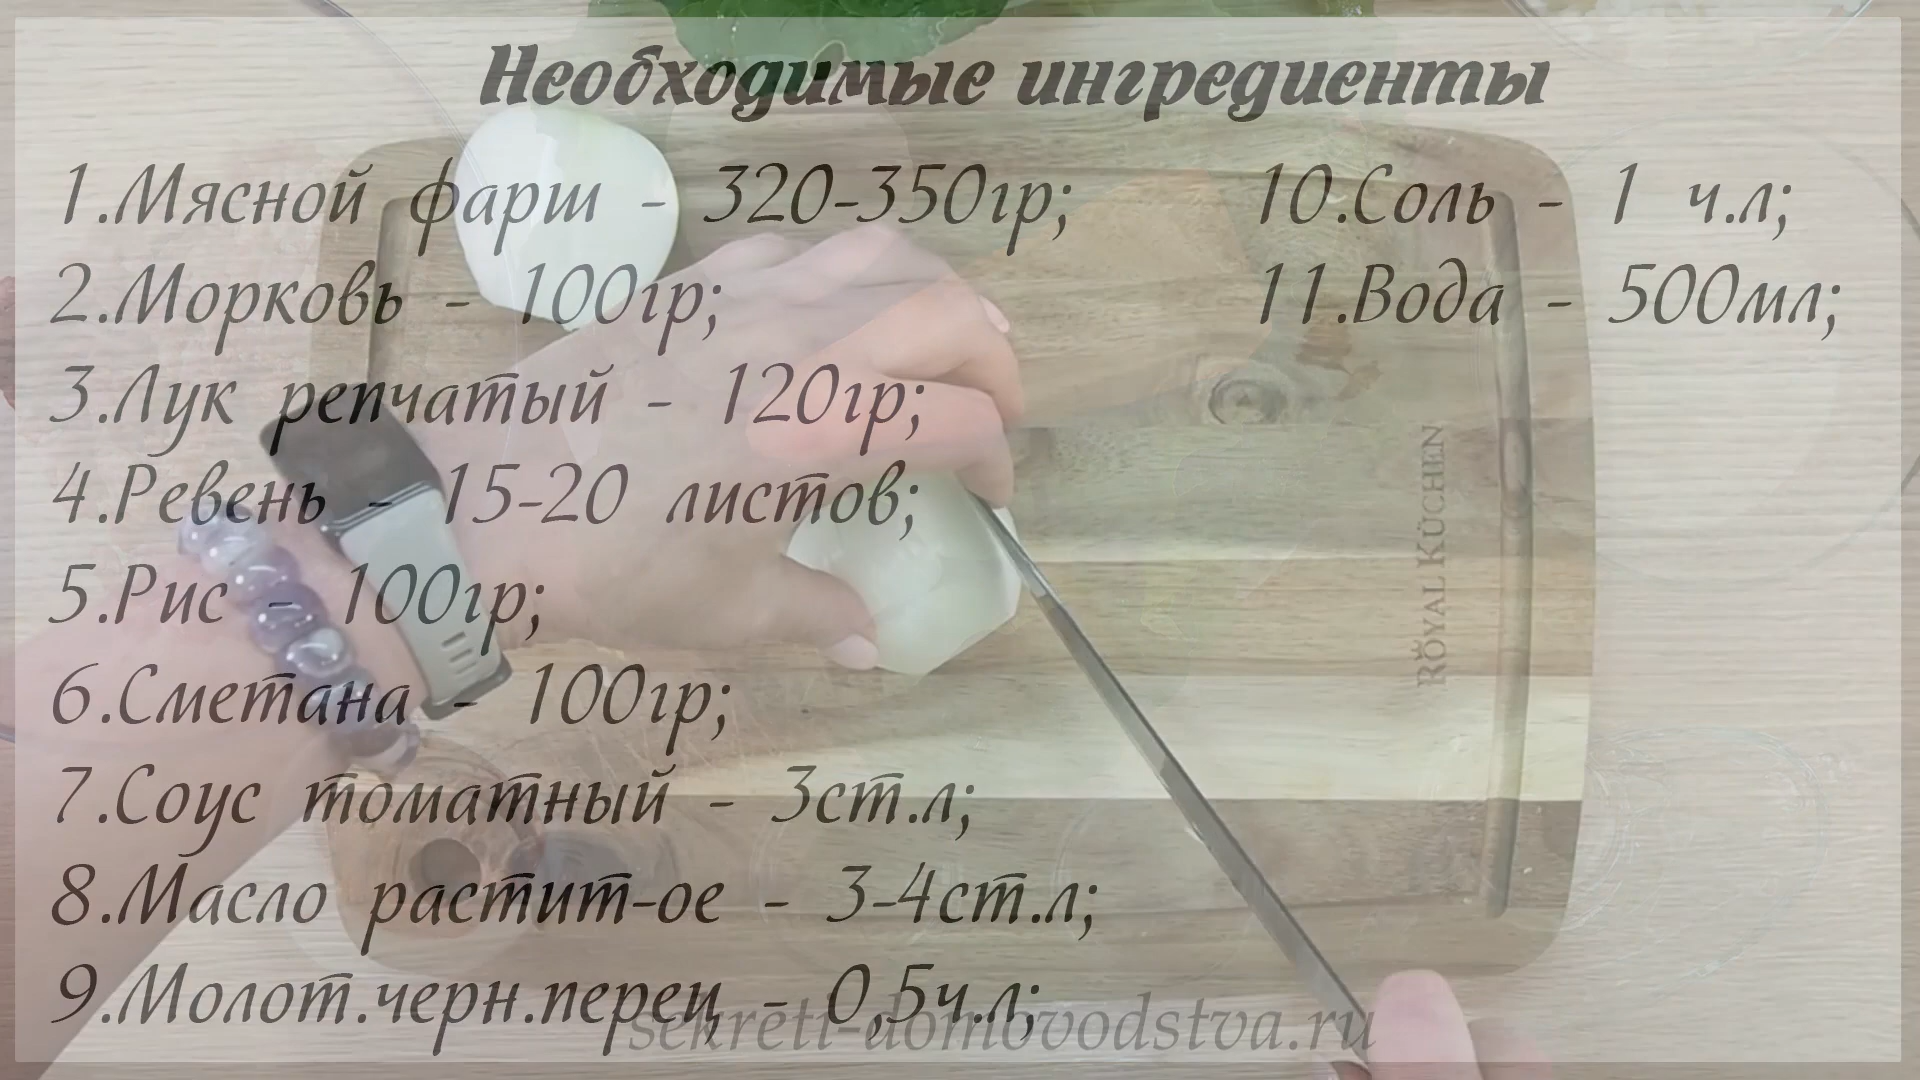 Необходимые ингредиенты
1.Мясной фарш - 320-350гр;
2.Морковь - 100гр;
3.Лук репчатый - 120гр;
4.Ревень - 15-20 листов;
5.Рис - 100гр;
6.Сметана - 100гр;
7.Соус томатный - 3ст.л;
8.Масло растит-ое - 3-4ст.л;
9.Молот.черн.перец - 0,5ч.л;
10.Соль - 1 ч.л;
11.Вода - 500мл;
ROYAL KÜCHEN
sekreti-domovodstva.ru